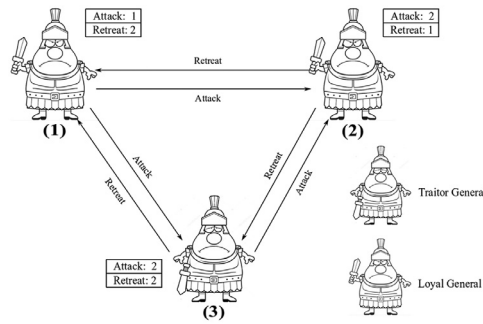 Attack: 1
Retreat: 2
Attack: 2
Retreat: 1
Retreat
Attack
(1)
(2)
Attack
Retreat
Retreat
Attack
Traitor Genera
Attack: 2
Retreat: 2
(3)
Loyal General